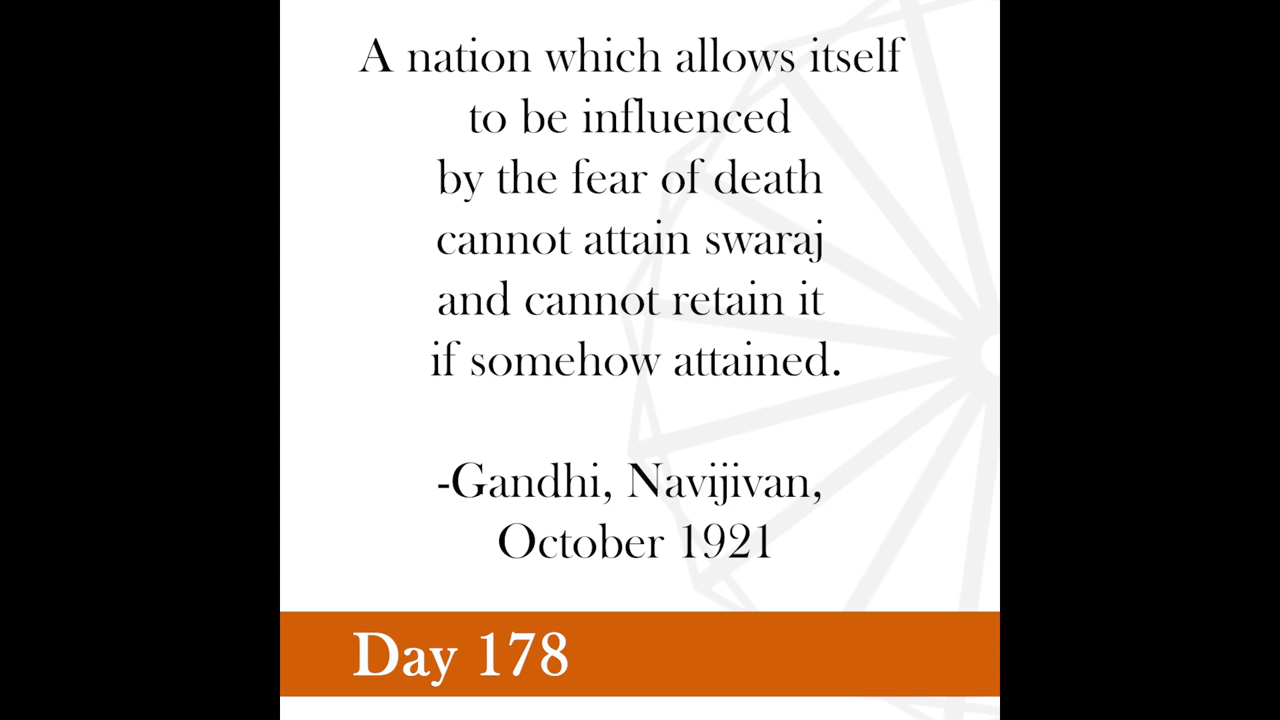 A nation which allows itself
to be influenced
by the fear of death
cannot attain swaraj
and cannot retain it
if somehow attained.
-Gandhi, Navijivan,
October 1921
Day 178